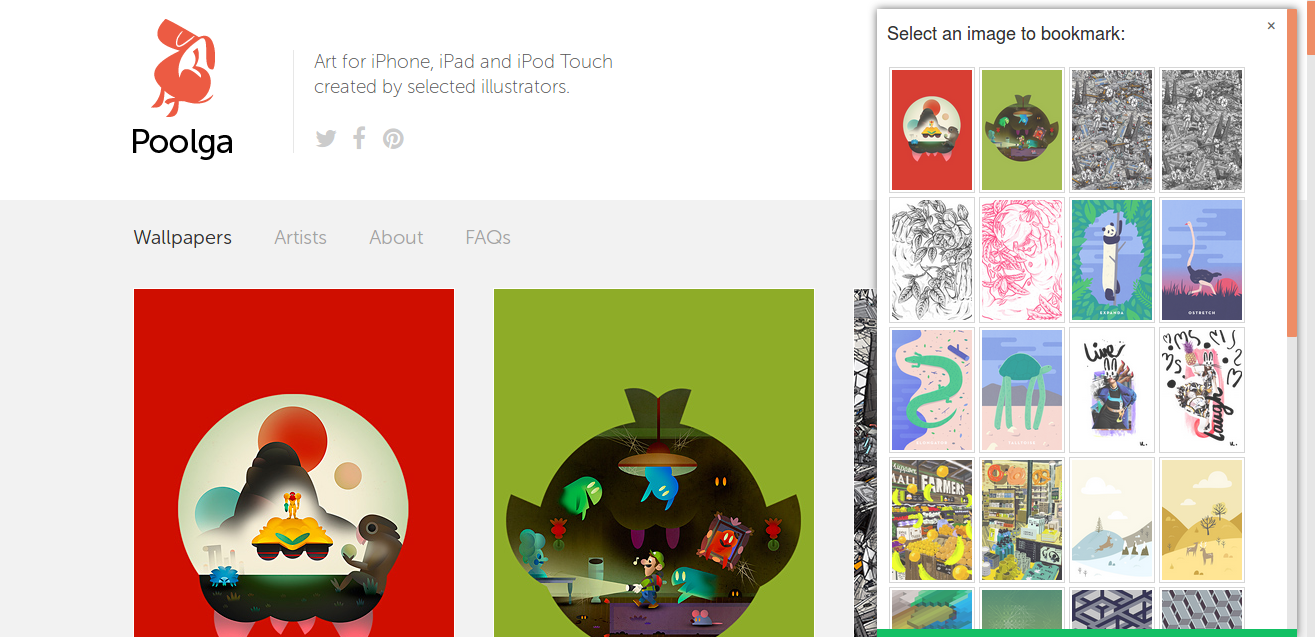 Poolga
Art for iPhone, iPad and iPod Touch
created by selected illustrators.
Wallpapers
Artists
About
FAQs
Select an image to bookmark:
×
EXPANDA
OSTRETCH
Live
laugh
FARMERS